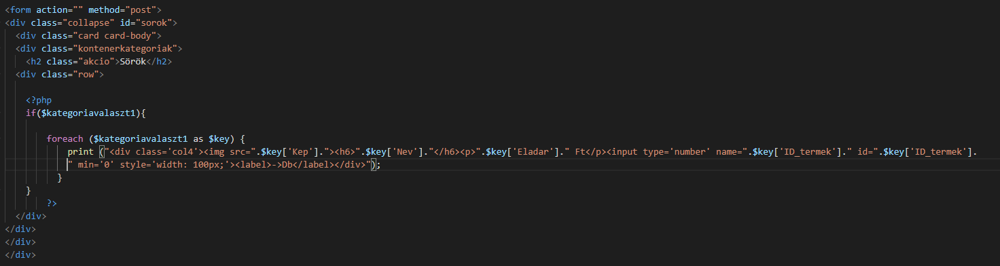 <form action="" method="post">
<div class="collapse" id="sorok">
<div class="card card-body">
<div class="kontenerkategoriak">
<h2 class="akcio">Sörök</h2>
<div class="row">
<?php
if($kategoriavalaszt1){
foreach ($kategoriavalaszt1 as $key) {
print ("<div class='col4'><img src=".$key['Kep']."><h6>".$key['Nev']."</h6><p>".$key['Eladar']." Ft</p><input type='number' name=".$key['ID_termek']." id=".$key['ID_termek'].
" min='0' style='width: 100px;'><label>->Db</label></div>");
}
}
?>
</div>
</div>
</div>
</div>